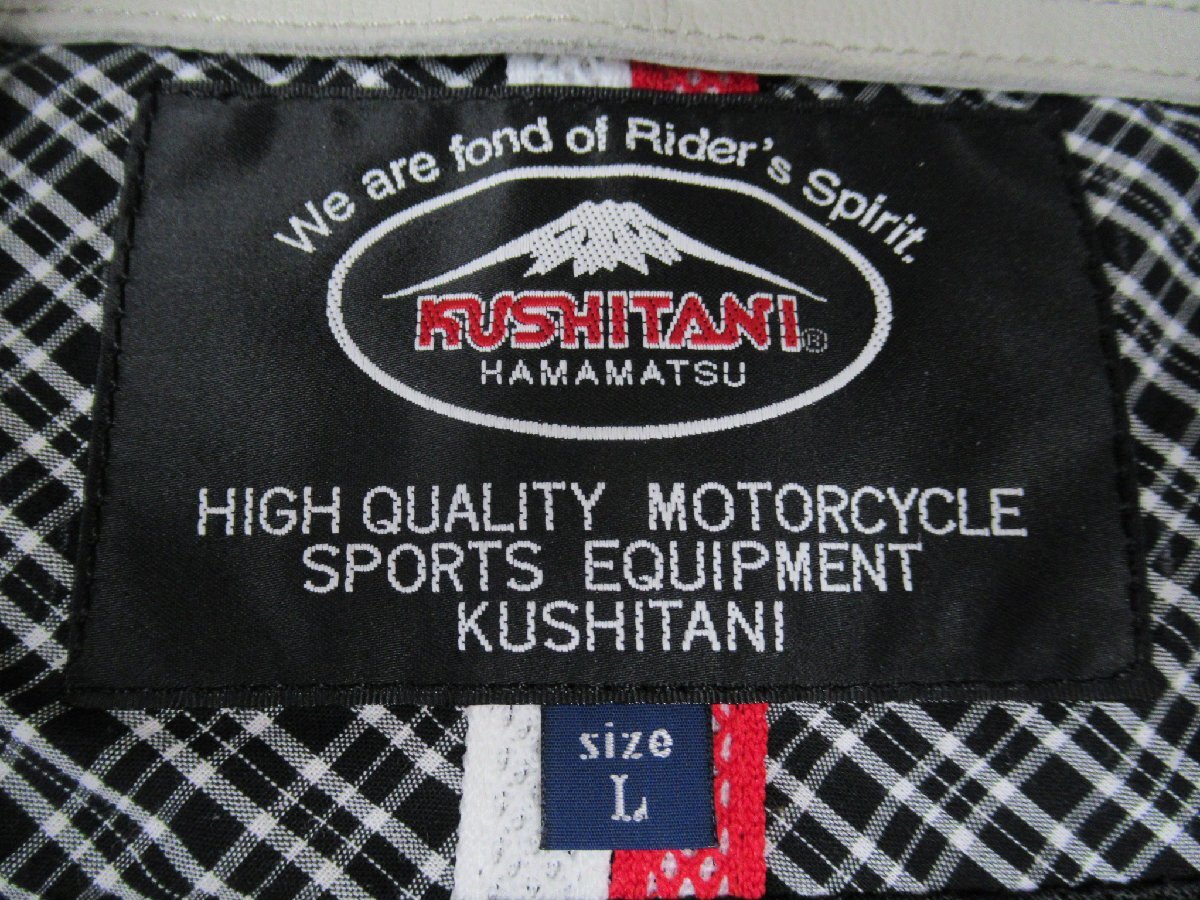 We are fond of Rider's Spirit.
KUSHITANI®
HAMAMATSU
HIGH QUALITY MOTORCYCLE
SPORTS EQUIPMENT
KUSHITANI
size
L